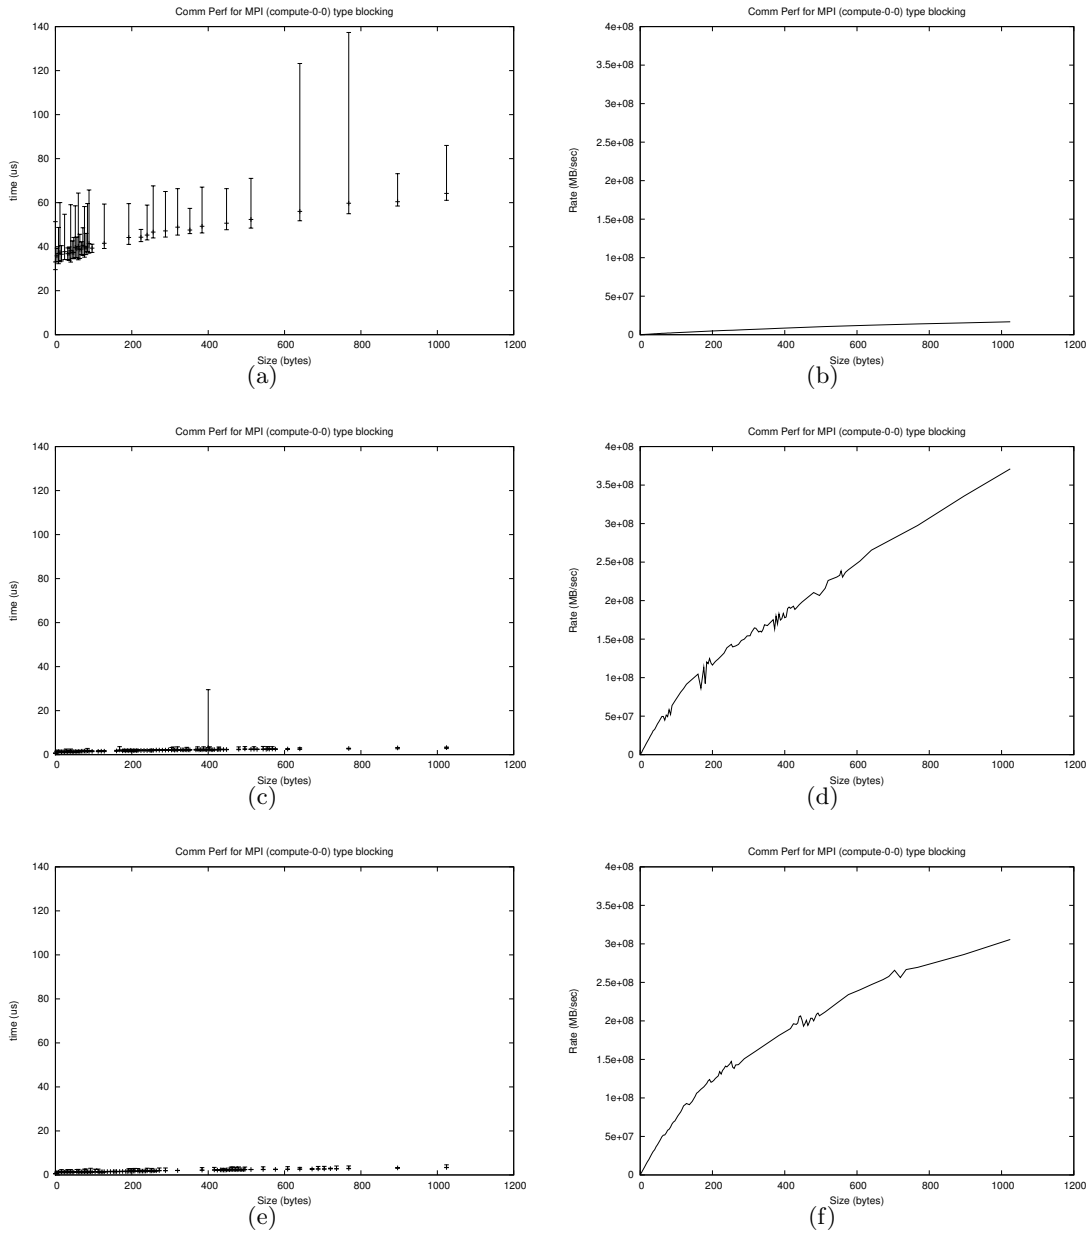 Comm Perf for MPI (compute-0-0) type blocking
140
120
100
80
60
40
20
0
time (us)
0 200 400 600 800 1000 1200
Size (bytes)
(a)
Comm Perf for MPI (compute-0-0) type blocking
4e+08
3.5e+08
3e+08
2.5e+08
2e+08
1.5e+08
1e+08
5e+07
0
Rate (MB/sec)
0 200 400 600 800 1000 1200
Size (bytes)
(b)
Comm Perf for MPI (compute-0-0) type blocking
140
120
100
80
60
40
20
0
time (us)
0 200 400 600 800 1000 1200
Size (bytes)
(c)
Comm Perf for MPI (compute-0-0) type blocking
4e+08
3.5e+08
3e+08
2.5e+08
2e+08
1.5e+08
1e+08
5e+07
0
Rate (MB/sec)
0 200 400 600 800 1000 1200
Size (bytes)
(d)
Comm Perf for MPI (compute-0-0) type blocking
140
120
100
80
60
40
20
0
time (us)
0 200 400 600 800 1000 1200
Size (bytes)
(e)
Comm Perf for MPI (compute-0-0) type blocking
4e+08
3.5e+08
3e+08
2.5e+08
2e+08
1.5e+08
1e+08
5e+07
0
Rate (MB/sec)
0 200 400 600 800 1000 1200
Size (bytes)
(f)